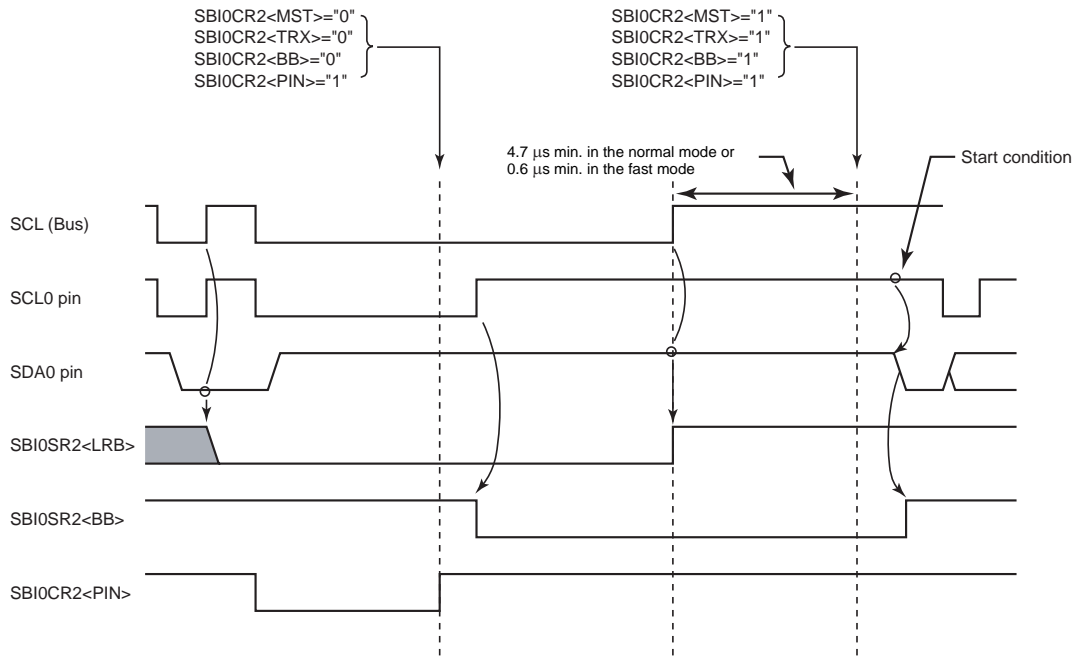 SBI0CR2<MST>="0"
SBI0CR2<TRX>="0"
SBI0CR2<BB>="0"
SBI0CR2<PIN>="1"
SBI0CR2<MST>="1"
SBI0CR2<TRX>="1"
SBI0CR2<BB>="1"
SBI0CR2<PIN>="1"
4.7 μs min. in the normal mode or
0.6 μs min. in the fast mode
Start condition
SCL (Bus)
SCL0 pin
SDA0 pin
SBI0SR2<LRB>
SBI0SR2<BB>
SBI0CR2<PIN>